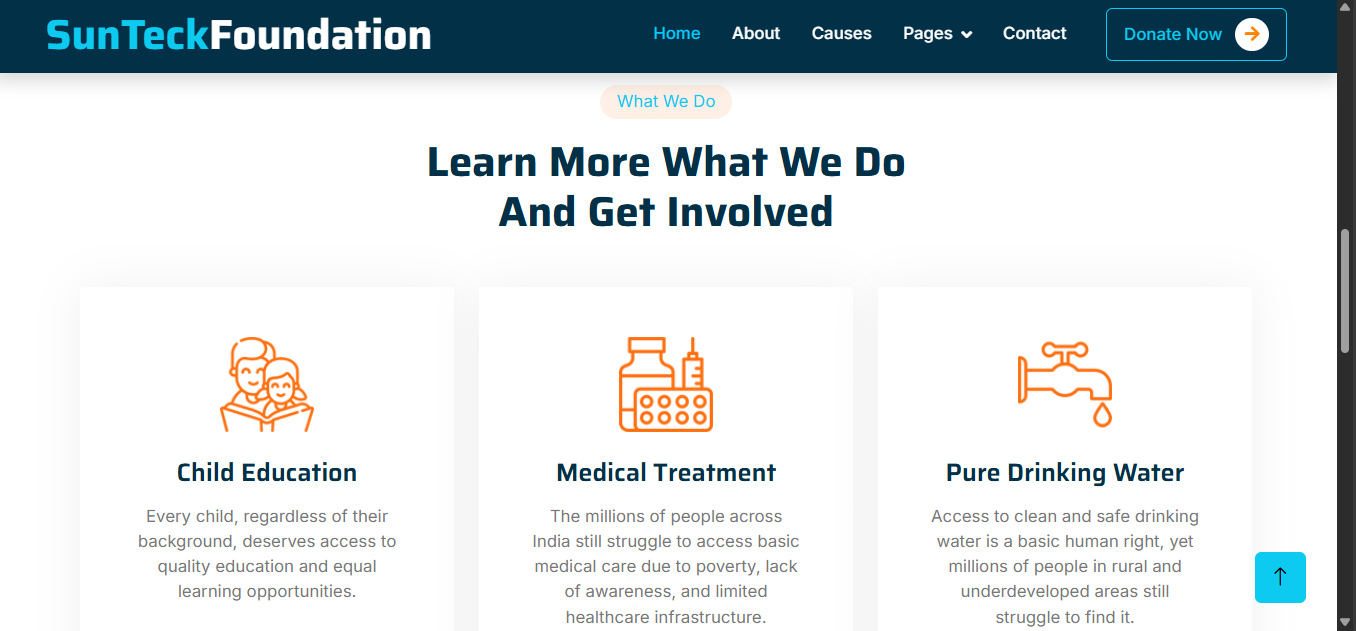 SunTeckFoundation
Home About Causes Pages Contact Donate Now
What We Do
Learn More What We Do
And Get Involved
Child Education
Every child, regardless of their
background, deserves access to
quality education and equal
learning opportunities.
Medical Treatment
The millions of people across
India still struggle to access basic
medical care due to poverty, lack
of awareness, and limited
healthcare infrastructure.
Pure Drinking Water
Access to clean and safe drinking
water is a basic human right, yet
millions of people in rural and
underdeveloped areas still
struggle to find it.